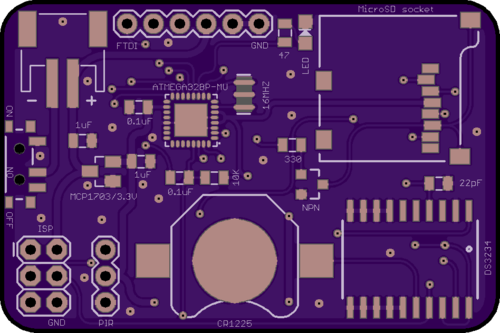 MicroSD socket
FTDI
GND
47
LED
ATMEGA328P-MU
16MHZ
ON
- +
0.1uF
1uF
330
NO
1uF
10K
MCP1703/3.3V
0.1uF
22pF
OFF
NPN
ISP
DS3234
GND
PIR
CR1225